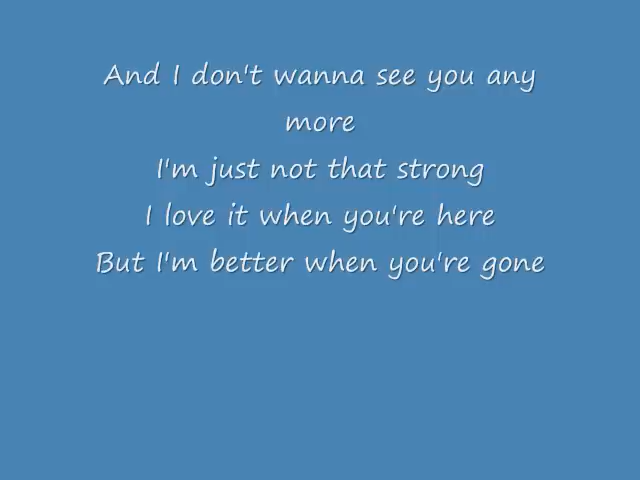 And I don't wanna see you any
more
I'm just not that strong
I love it when you're here
But I'm better when you're gone